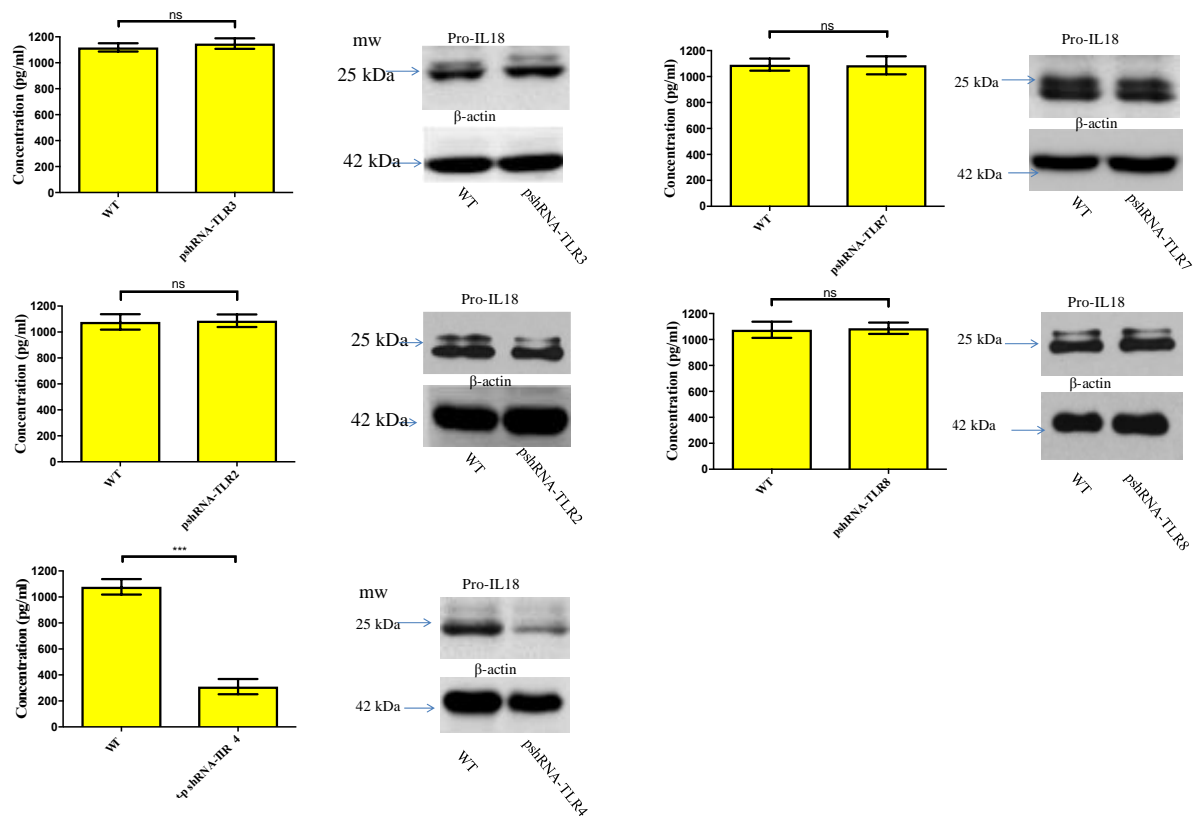 ns
Concentration (pg/ml)
1200
1000
800
600
400
200
0
WT
pshRNA-TLR3
mw
Pro-IL18
25 kDa
β-actin
42 kDa
WT
pshRNA-TLR3
ns
Concentration (pg/ml)
1200
1000
800
600
400
200
0
WT
pshRNA-TLR7
Pro-IL18
25 kDa
β-actin
42 kDa
WT
pshRNA-TLR7
ns
Concentration (pg/ml)
1200
1000
800
600
400
200
0
WT
pshRNA-TLR2
Pro-IL18
25 kDa
β-actin
42 kDa
WT
pshRNA-TLR2
ns
Concentration (pg/ml)
1200
1000
800
600
400
200
0
WT
pshRNA-TLR8
Pro-IL18
25 kDa
β-actin
42 kDa
WT
pshRNA-TLR8
***
Concentration (pg/ml)
1200
1000
800
600
400
200
0
WT
mw
Pro-IL18
25 kDa
β-actin
42 kDa
WT
pshRNA-TLR4